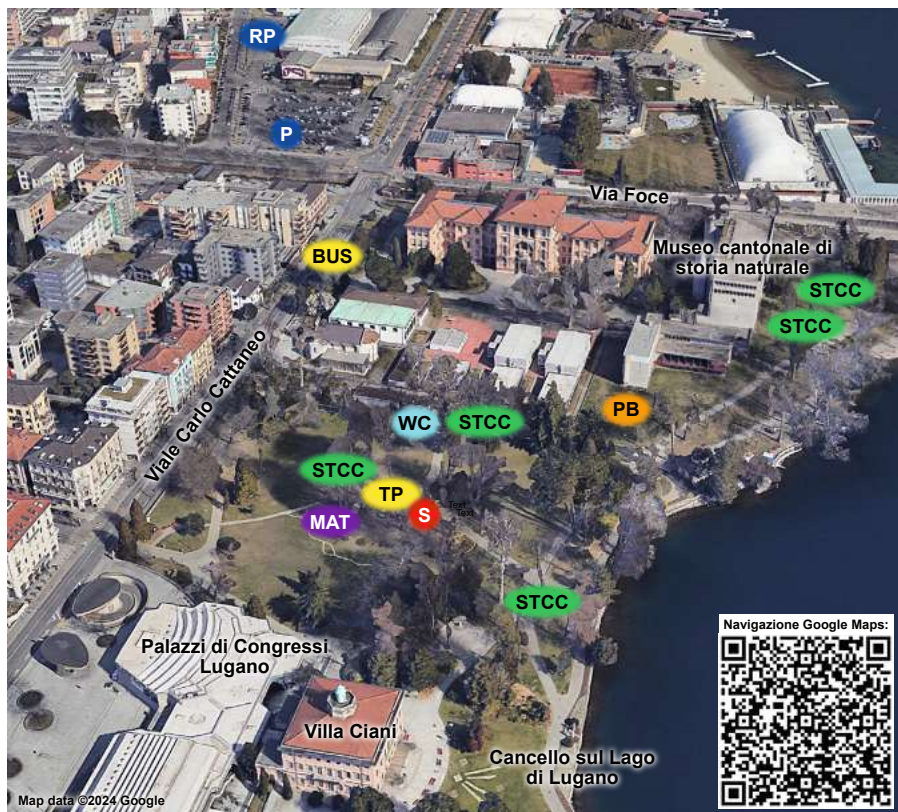 RP
P
Via Foce
BUS
Museo cantonale di
storia naturale
STCC
STCC
Viale Carlo Cattaneo
PB
WC
STCC
STCC
TP
S
Text
Text
MAT
STCC
Navigazione Google Maps:
Palazzi di Congressi
Lugano
Villa Ciani
Cancello sul Lago
di Lugano
Map data ©2024 Google